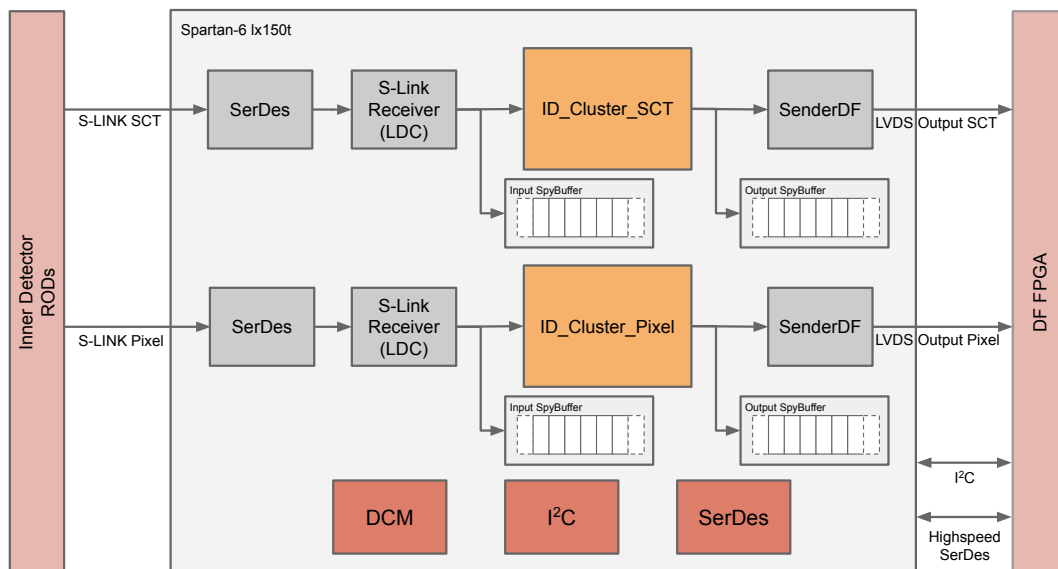 Spartan-6 lx150t
Inner Detector
RODs
S-LINK SCT
SerDes
S-Link
Receiver
(LDC)
ID_Cluster_SCT
SenderDF
LVDS Output SCT
Input SpyBuffer
Output SpyBuffer
S-LINK Pixel
SerDes
S-Link
Receiver
(LDC)
ID_Cluster_Pixel
SenderDF
LVDS Output Pixel
Input SpyBuffer
Output SpyBuffer
DCM
I²C
SerDes
I²C
Highspeed
SerDes
DF FPGA